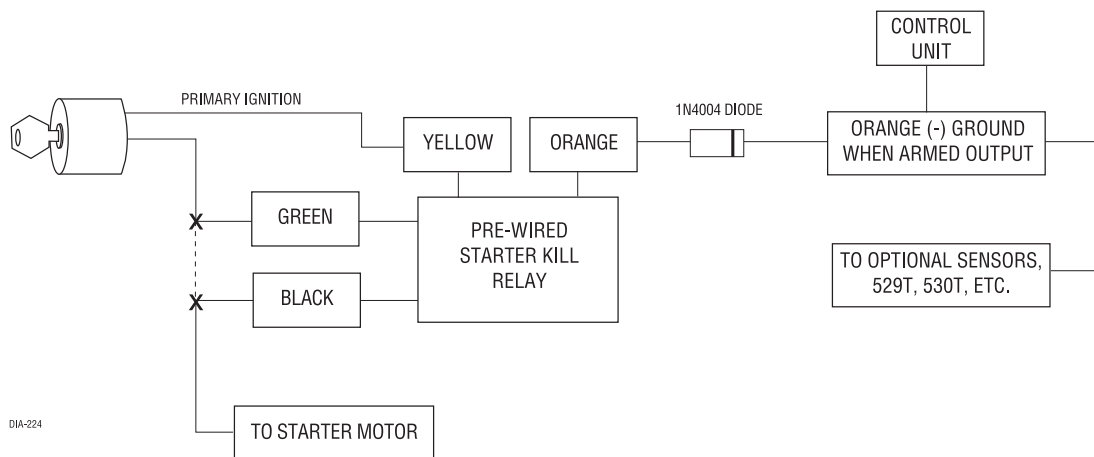 CONTROL
UNIT
PRIMARY IGNITION
1N4004 DIODE
YELLOW
ORANGE
ORANGE (-) GROUND
WHEN ARMED OUTPUT
GREEN
PRE-WIRED
STARTER KILL
RELAY
TO OPTIONAL SENSORS,
529T, 530T, ETC.
BLACK
DIA-224
TO STARTER MOTOR